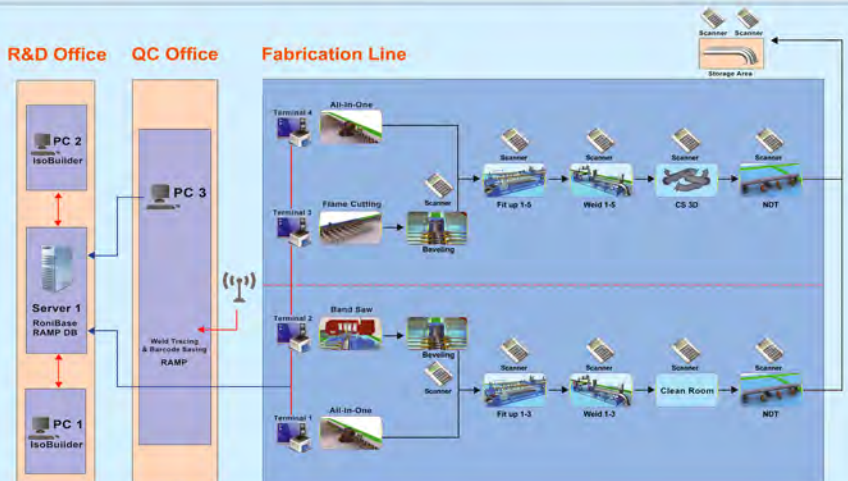 R&D Office
QC Office
Fabrication Line
Scanner
Scanner
Storage Area
PC 2
IsoBuilder
PC 3
Server 1
RoniBase
RAMP DB
Weld Tracing
& Barcode Saving
RAMP
PC 1
IsoBuilder
Terminal 4
All-In-One
Scanner
Scanner
Scanner
Scanner
Fit up 1-5
Weld 1-5
CS 3D
NDT
Terminal 3
Flame Cutting
Scanner
Beveling
Terminal 2
Band Saw
Beveling
Scanner
Scanner
Scanner
Scanner
Scanner
Fit up 1-3
Weld 1-3
Clean Room
NDT
Terminal 1
All-In-One